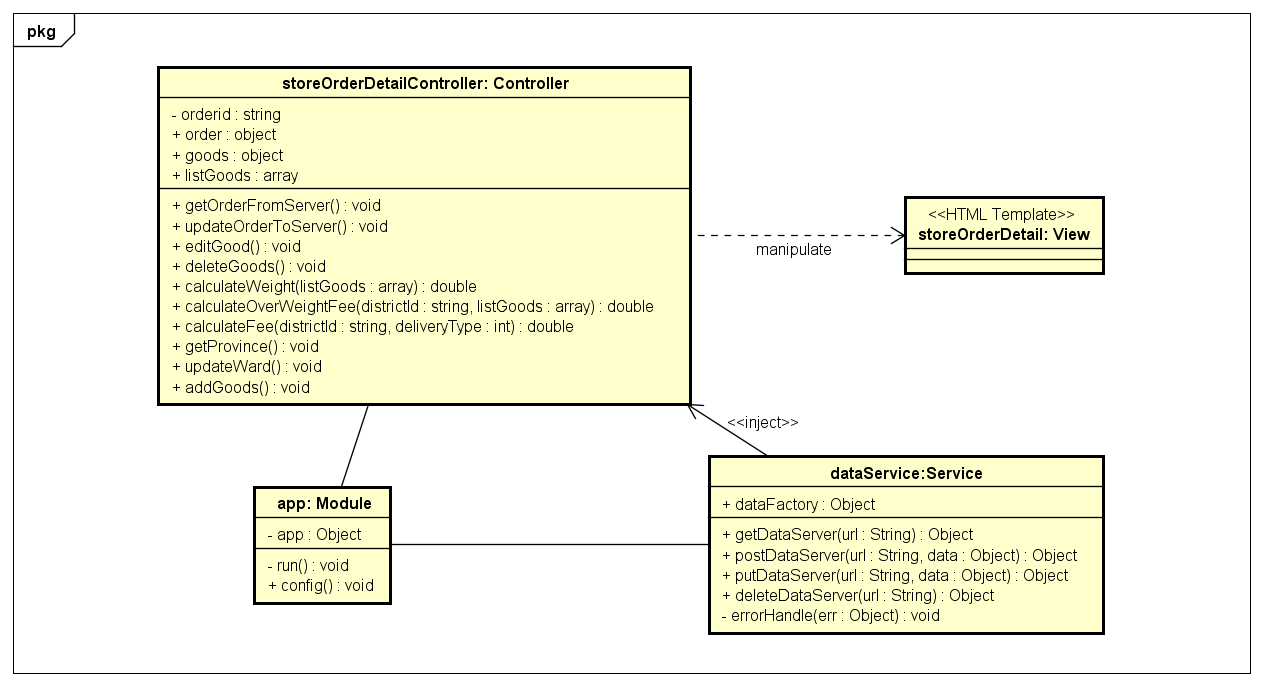 pkg
storeOrderDetailController: Controller
- orderid : string
+ order : object
+ goods : object
+ listGoods : array
+ getOrderFromServer() : void
+ updateOrderToServer() : void
+ editGood() : void
+ deleteGoods() : void
+ calculateWeight(listGoods : array) : double
+ calculateOverWeightFee(districtId : string, listGoods : array) : double
+ calculateFee(districtId : string, deliveryType : int) : double
+ getProvince() : void
+ updateWard() : void
+ addGoods() : void
<<HTML Template>>
storeOrderDetail: View
manipulate
<<inject>>
app: Module
- app : Object
- run() : void
+ config() : void
dataService:Service
+ dataFactory : Object
+ getDataServer(url : String) : Object
+ postDataServer(url : String, data : Object) : Object
+ putDataServer(url : String, data : Object) : Object
+ deleteDataServer(url : String) : Object
- errorHandle(err : Object) : void